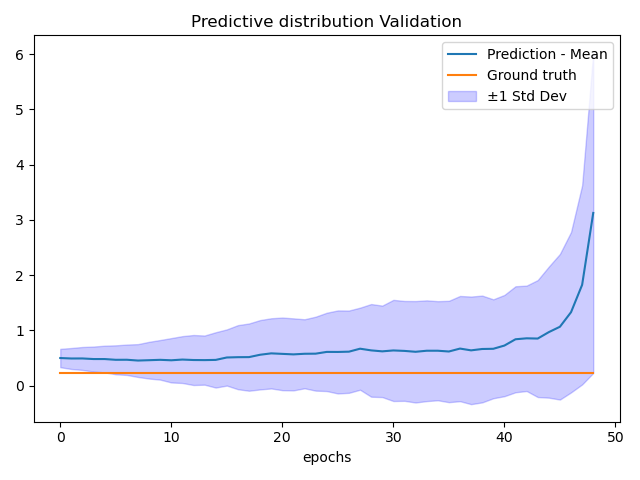 Predictive distribution Validation
Prediction - Mean
Ground truth
±1 Std Dev
6
5
4
3
2
1
0
0 10 20 30 40 50
epochs